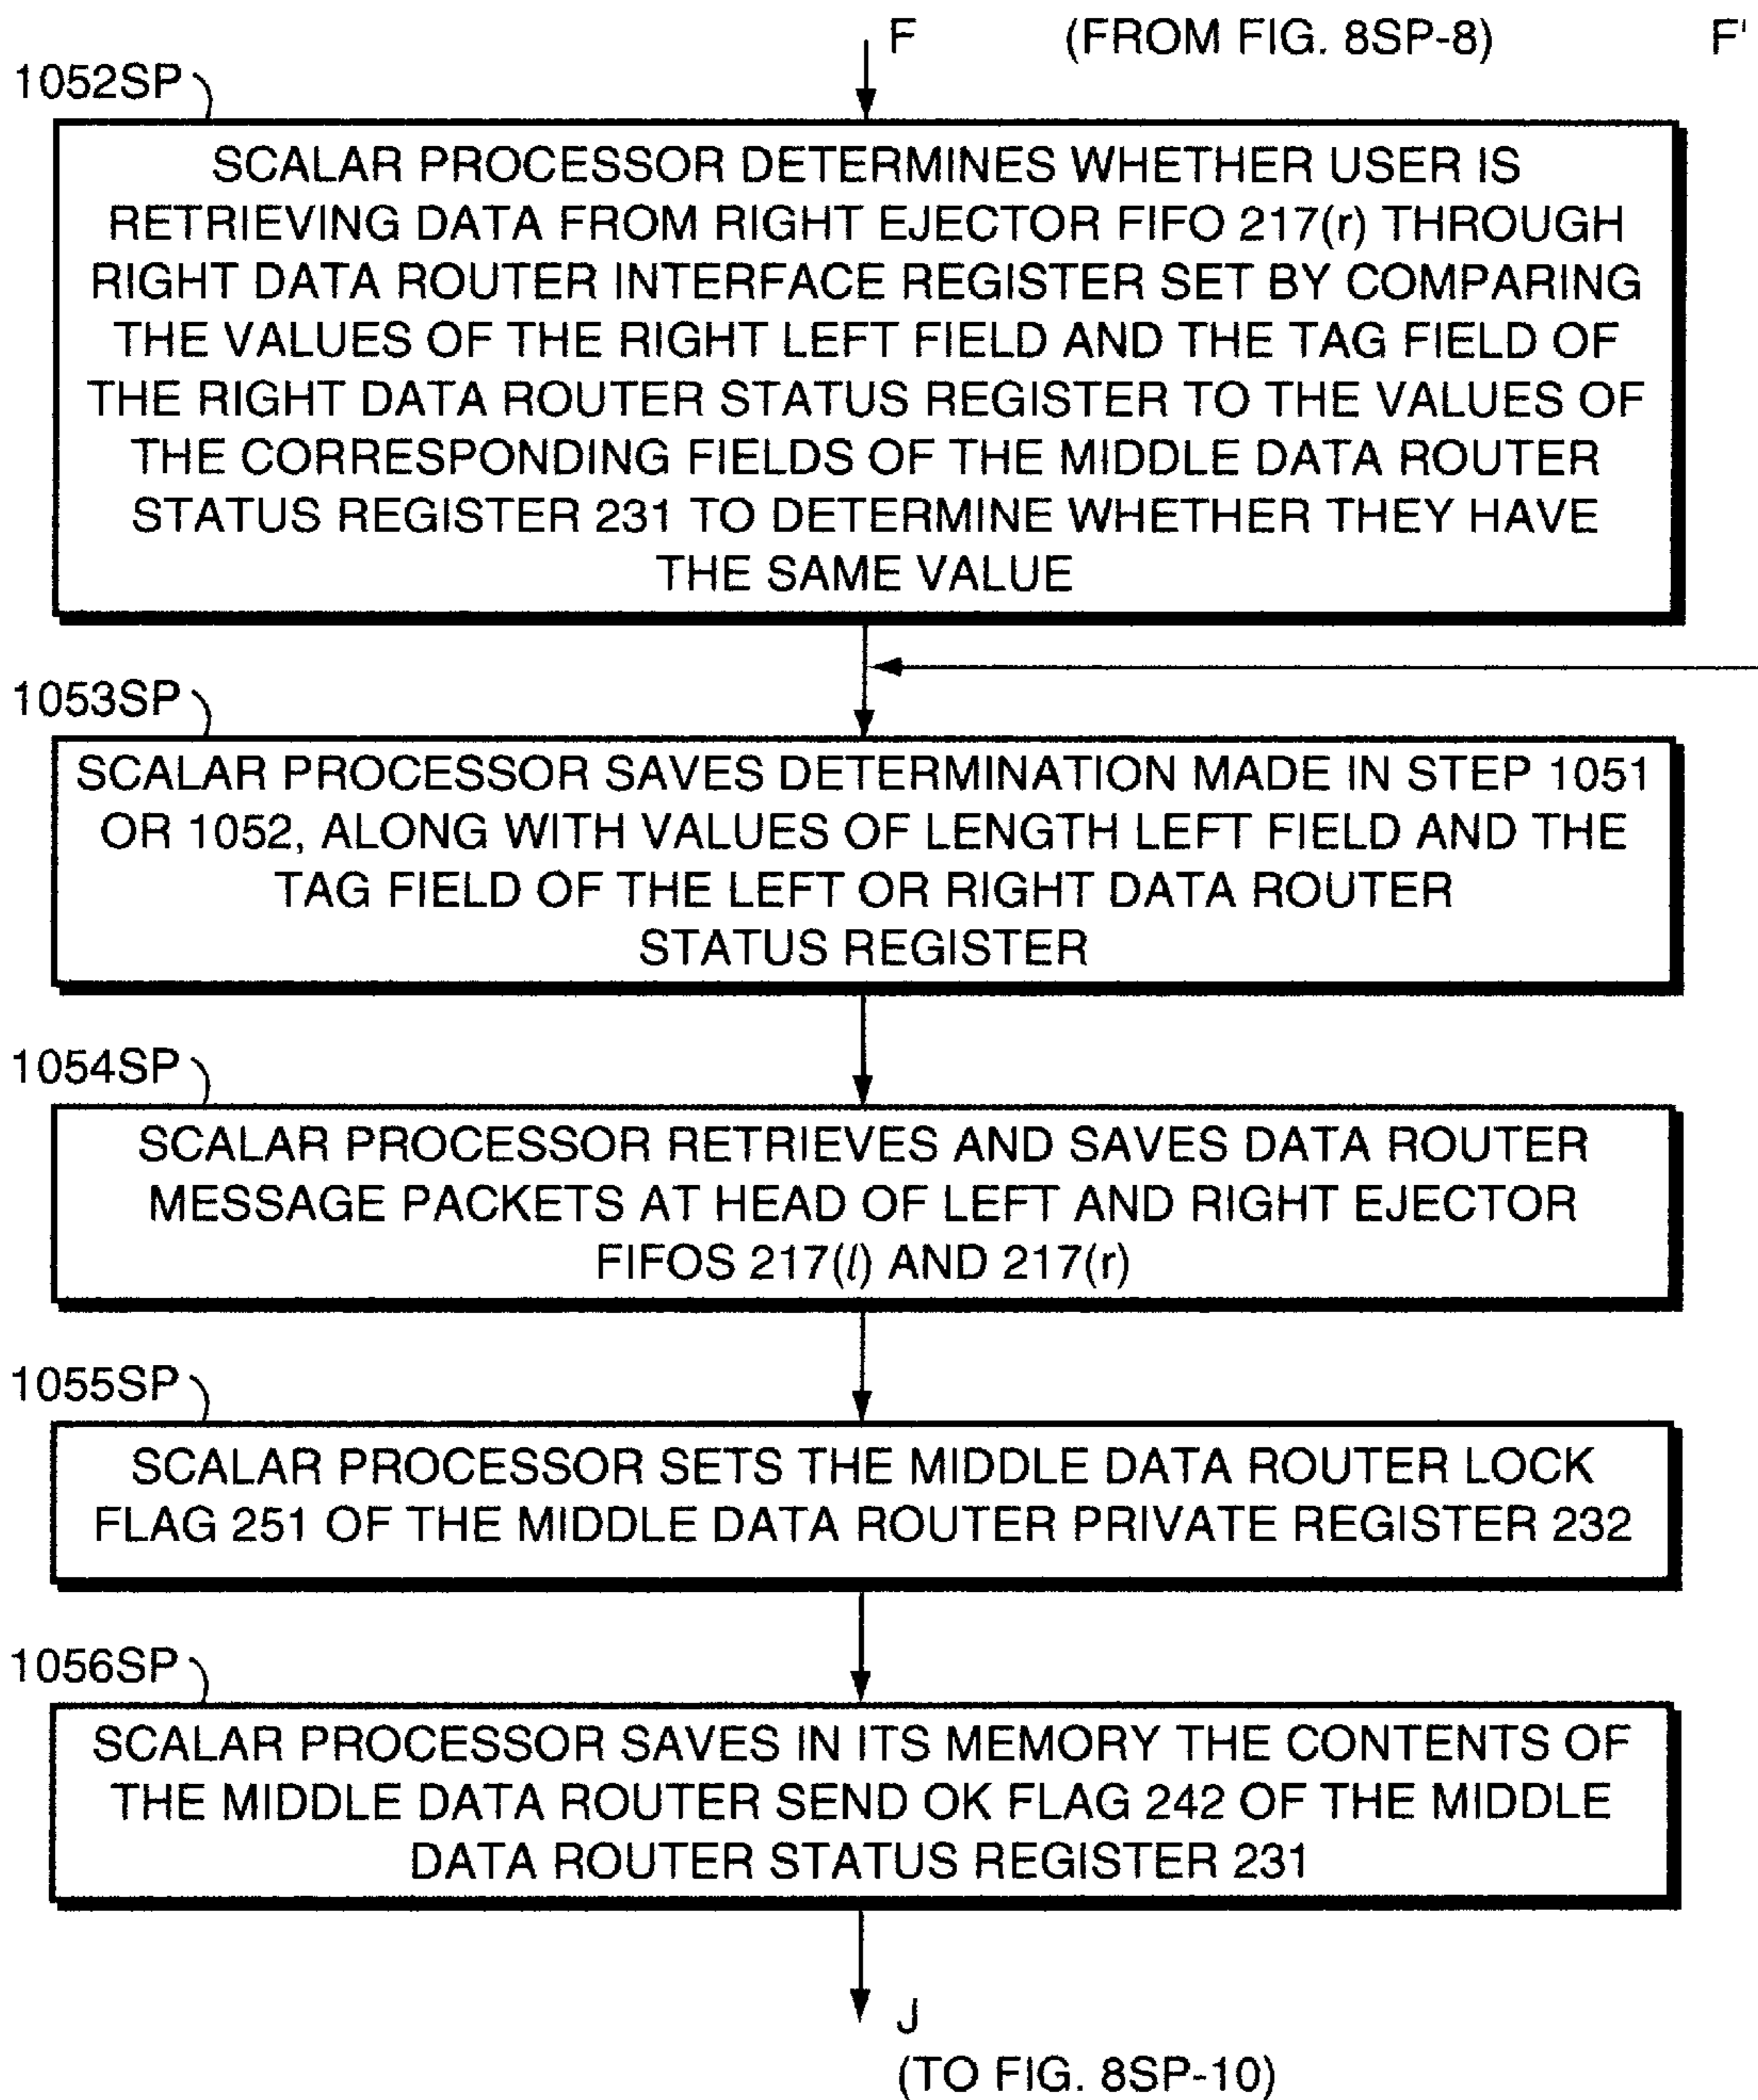 F (FROM FIG. 8SP-8) F'
1052SP
SCALAR PROCESSOR DETERMINES WHETHER USER IS
RETRIEVING DATA FROM RIGHT EJECTOR FIFO 217(r) THROUGH
RIGHT DATA ROUTER INTERFACE REGISTER SET BY COMPARING
THE VALUES OF THE RIGHT LEFT FIELD AND THE TAG FIELD OF
THE RIGHT DATA ROUTER STATUS REGISTER TO THE VALUES OF
THE CORRESPONDING FIELDS OF THE MIDDLE DATA ROUTER
STATUS REGISTER 231 TO DETERMINE WHETHER THEY HAVE
THE SAME VALUE
1053SP
SCALAR PROCESSOR SAVES DETERMINATION MADE IN STEP 1051
OR 1052, ALONG WITH VALUES OF LENGTH LEFT FIELD AND THE
TAG FIELD OF THE LEFT OR RIGHT DATA ROUTER
STATUS REGISTER
1054SP
SCALAR PROCESSOR RETRIEVES AND SAVES DATA ROUTER
MESSAGE PACKETS AT HEAD OF LEFT AND RIGHT EJECTOR
FIFOS 217(l) AND 217(r)
1055SP
SCALAR PROCESSOR SETS THE MIDDLE DATA ROUTER LOCK
FLAG 251 OF THE MIDDLE DATA ROUTER PRIVATE REGISTER 232
1056SP
SCALAR PROCESSOR SAVES IN ITS MEMORY THE CONTENTS OF
THE MIDDLE DATA ROUTER SEND OK FLAG 242 OF THE MIDDLE
DATA ROUTER STATUS REGISTER 231
J
(TO FIG. 8SP-10)